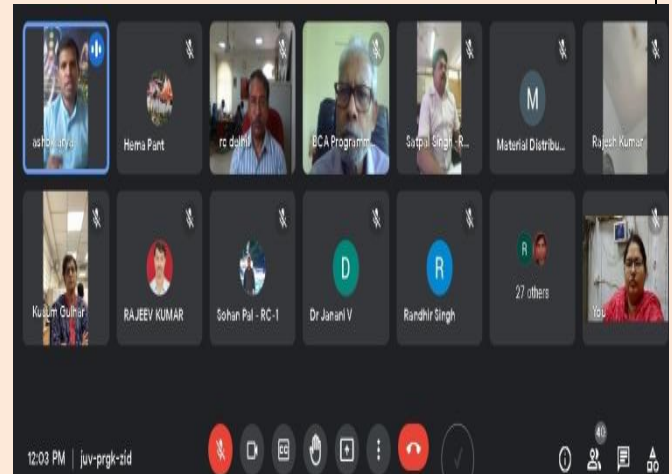 ashok arya
Hema Pant
rc delhi
BCA Programm...
Satpal Singh -R...
M
Material Distribu...
Rajesh Kumar
Kusum Gulhar
RAJEEV KUMAR
Sohan Pal - RC-1
D
Dr Janani V
R
Randhir Singh
R
27 others
You
CC
40
12:03 PM | juv-prgk-zid